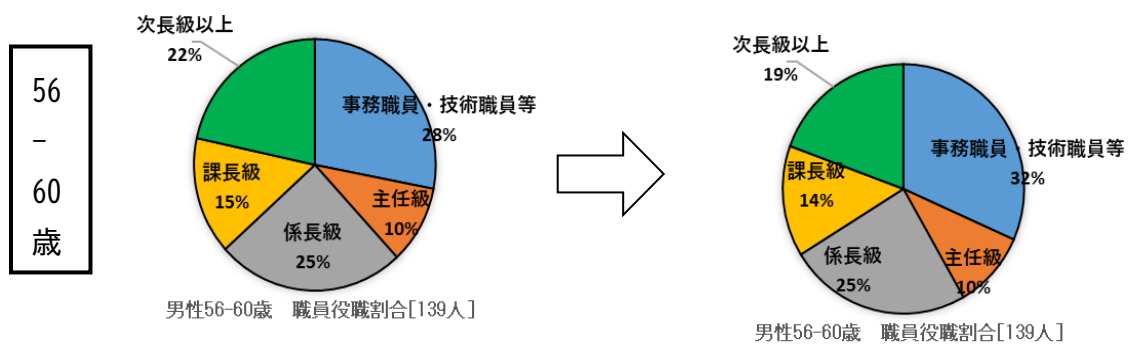 56
–
60
歳
次長級以上
22%
事務職員・技術職員等
28%
課長級
15%
主任級
10%
係長級
25%
男性56-60歳　職員役職割合[139人]
次長級以上
19%
事務職員・技術職員等
32%
課長級
14%
係長級
25%
主任級
10%
男性56-60歳　職員役職割合[139人]